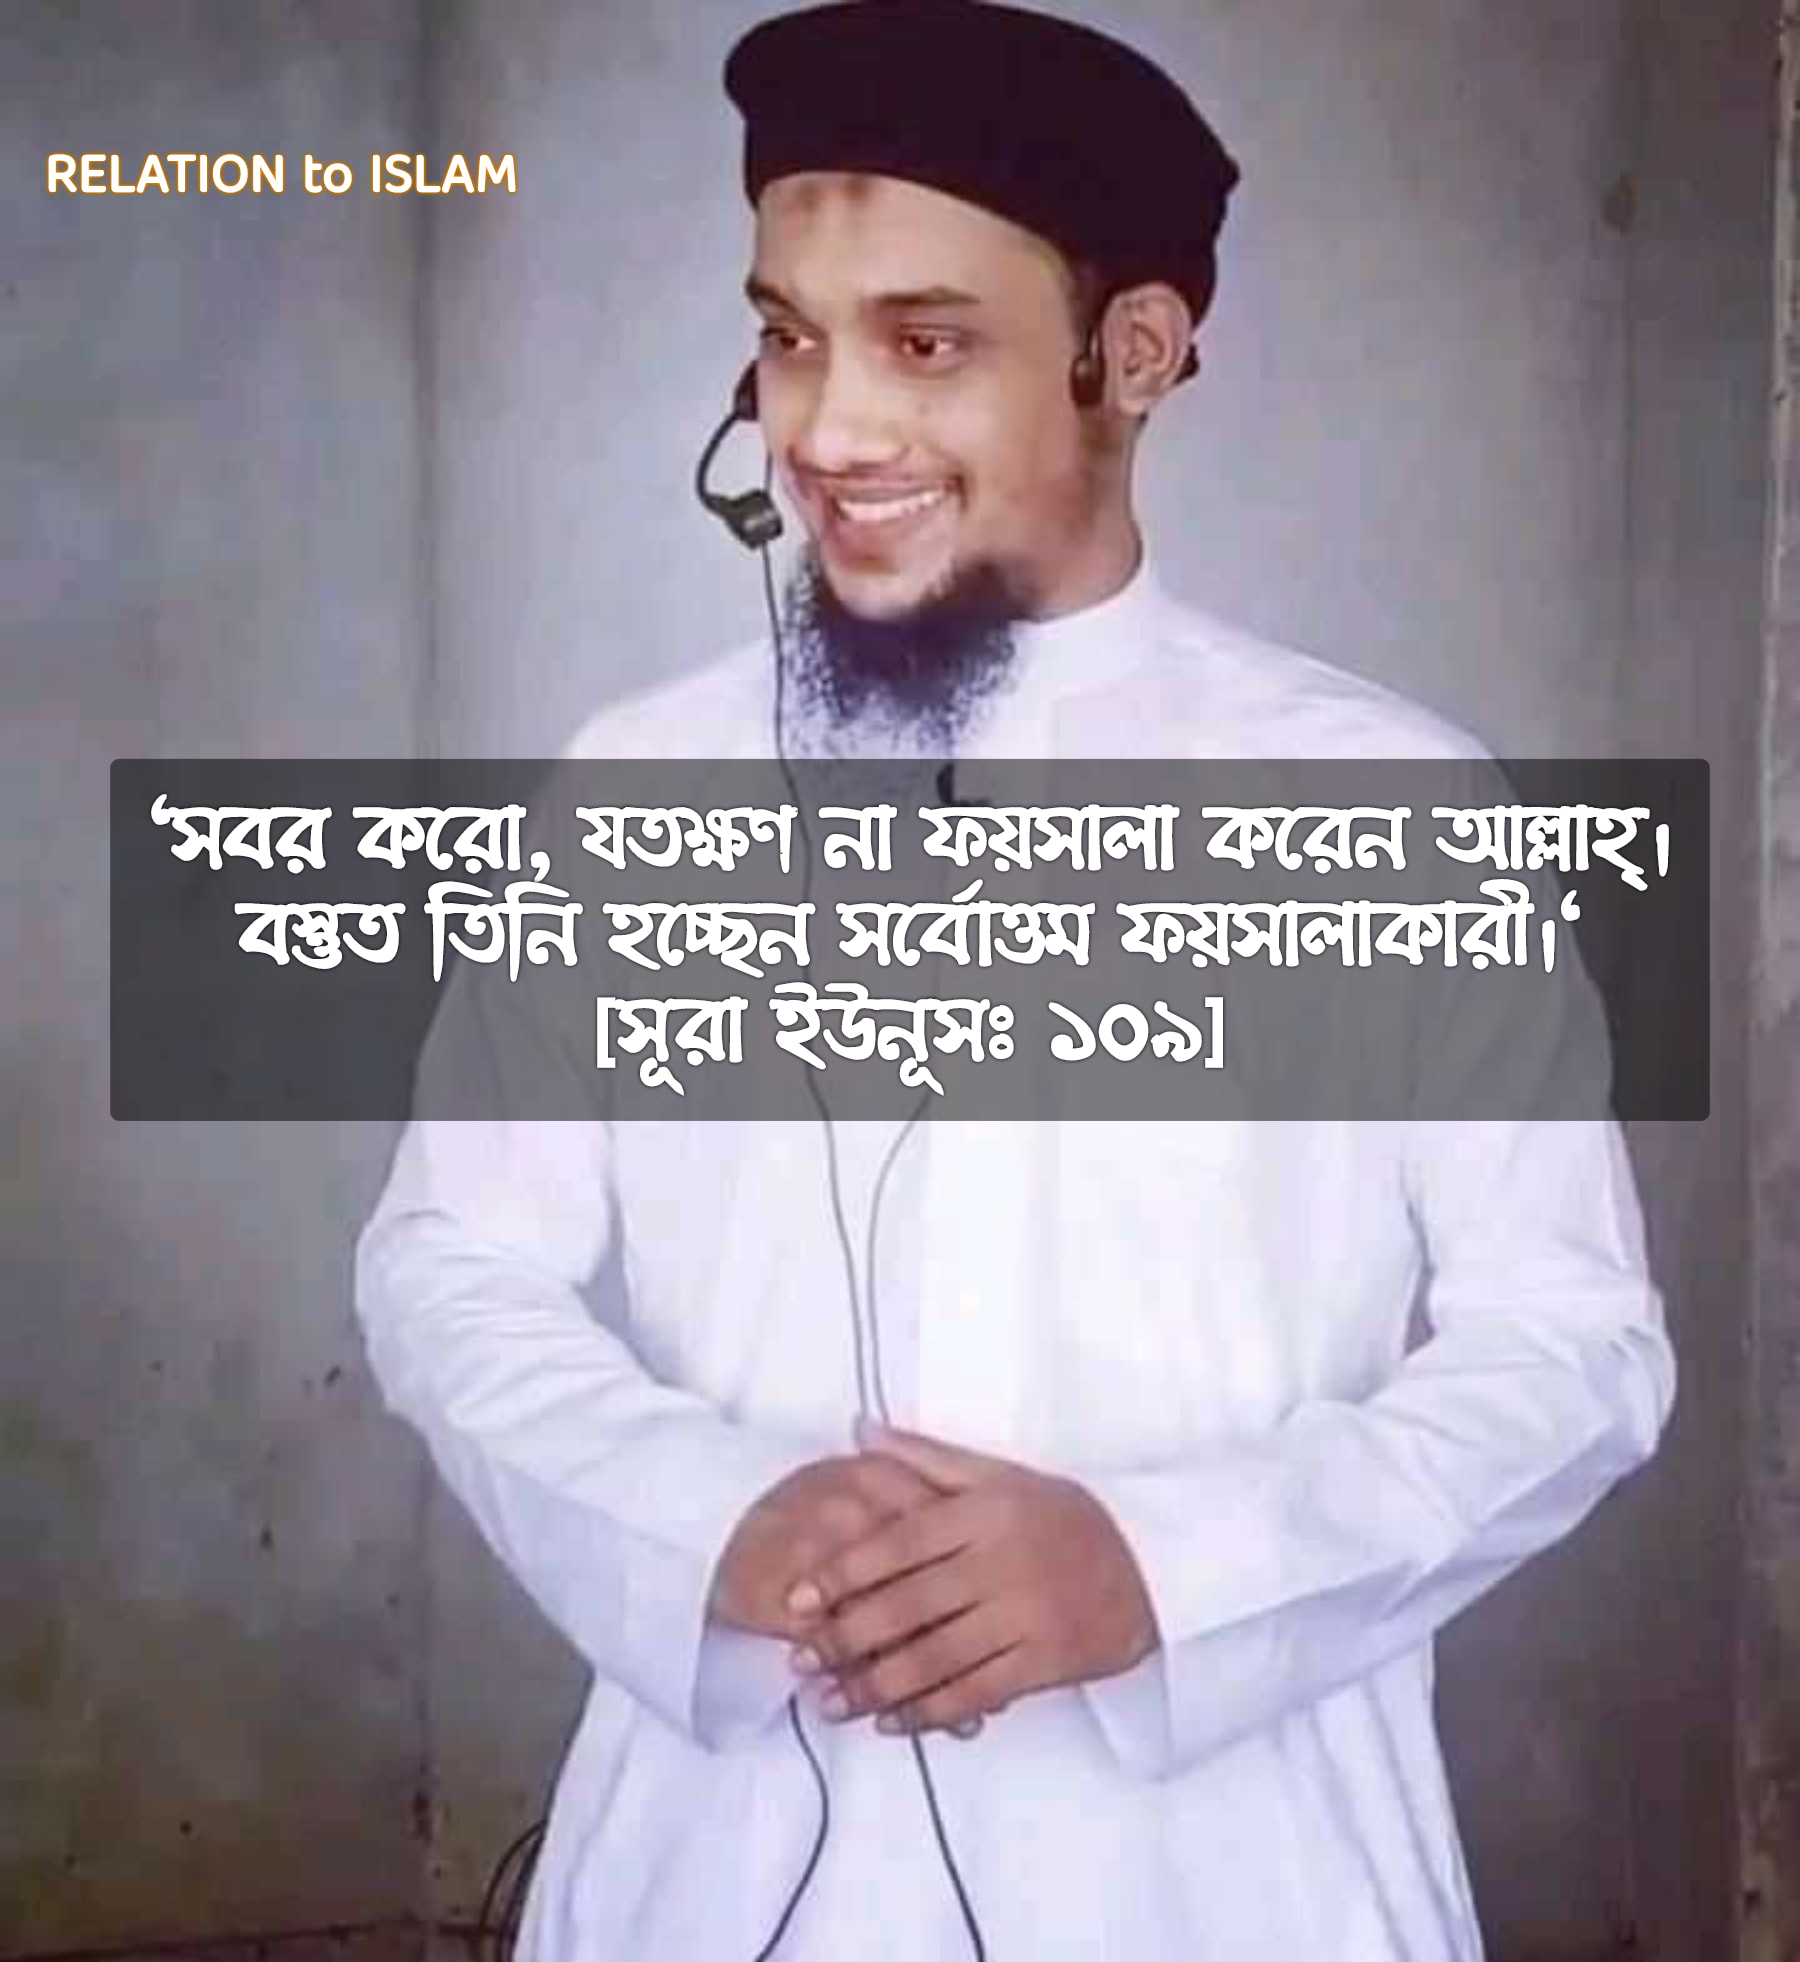 RELATION to ISLAM
‘সবর করো, যতক্ষণ না ফয়সালা করেন আল্লাহ্।
বস্তুত তিনি হচ্ছেন সর্বোত্তম ফয়সালাকারী।‘
[সূরা ইউনূসঃ ১০৯]